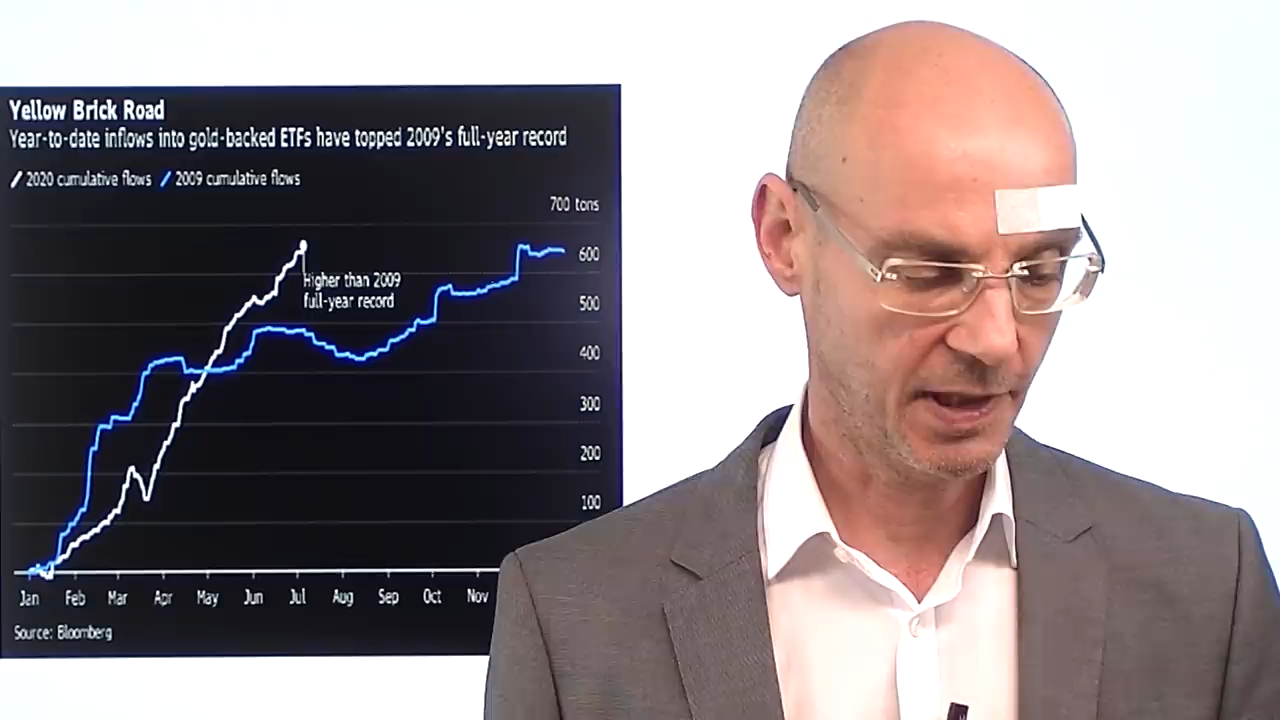 Yellow Brick Road
Year-to-date inflows into gold-backed ETFs have topped 2009's full-year record
2020 cumulative flows 2009 cumulative flows
700 tons
600
Higher than 2009
full-year record
500
400
300
200
100
Jan Feb Mar Apr May Jun Jul Aug Sep Oct Nov
Source: Bloomberg